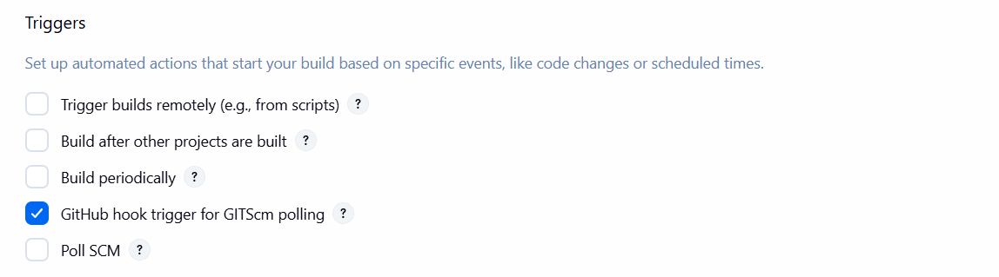 Triggers
Set up automated actions that start your build based on specific events, like code changes or scheduled times.
Trigger builds remotely (e.g., from scripts) ?
Build after other projects are built ?
Build periodically ?
GitHub hook trigger for GITScm polling ?
Poll SCM ?